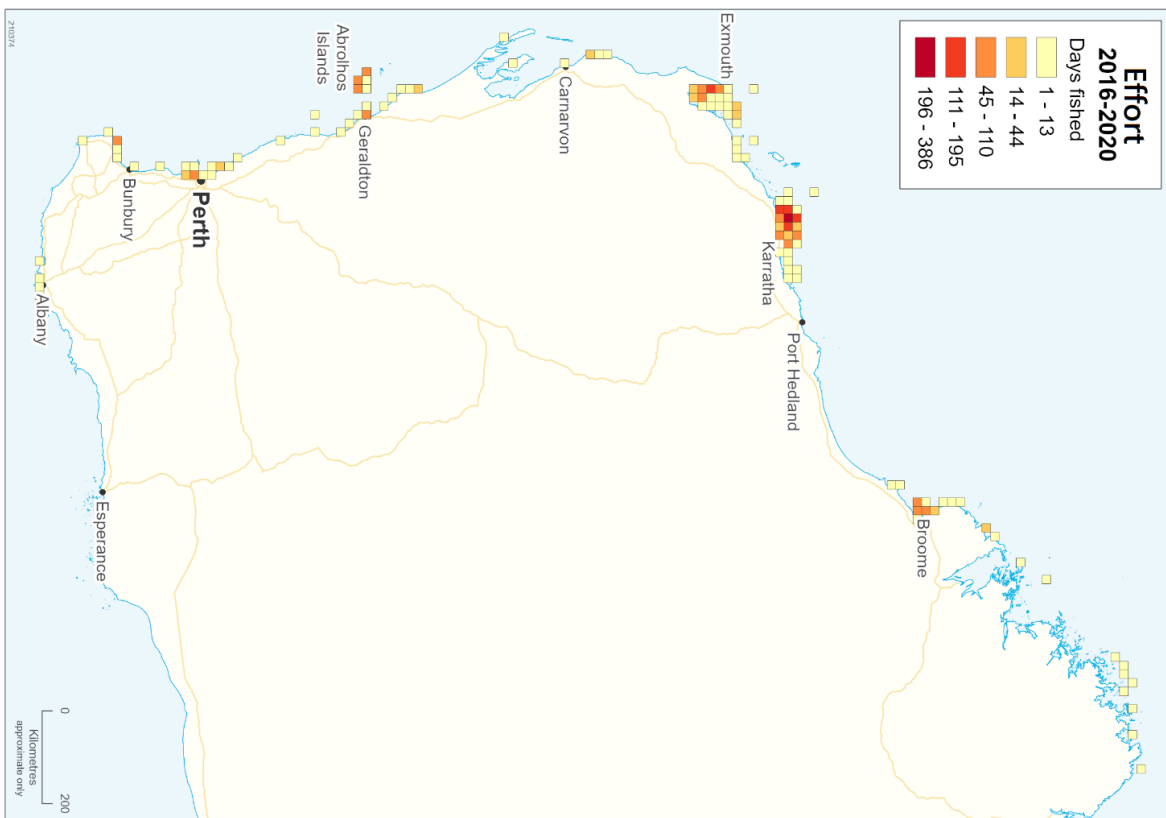 Effort
2016-2020
Days fished
1 - 13
14 - 44
45 - 110
111 - 195
196 - 386
Broome
Port Hedland
Karratha
Exmouth
Carnarvon
Abrolhos
Islands
Geraldton
Perth
Bunbury
Albany
Esperance
0
200
Kilometres
approximate only
210374